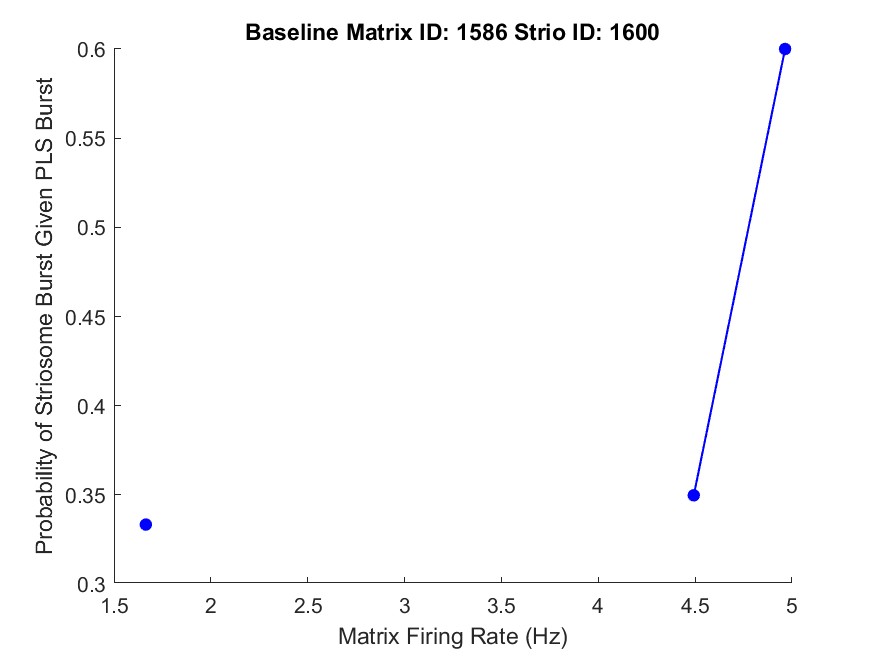 Baseline Matrix ID: 1586 Strio ID: 1600
Probability of Striosome Burst Given PLS Burst
0.6
0.55
0.5
0.45
0.4
0.35
0.3
1.5 2 2.5 3 3.5 4 4.5 5
Matrix Firing Rate (Hz)